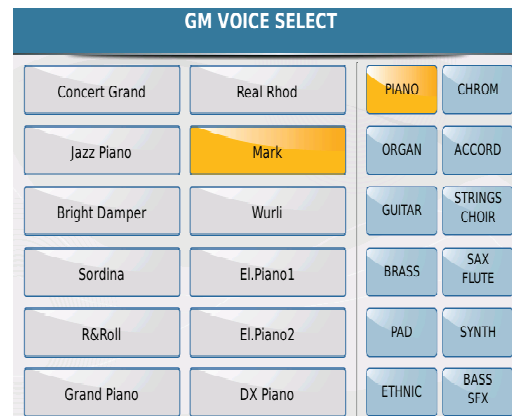 GM VOICE SELECT
Concert Grand
Real Rhod
PIANO
CHROM
Jazz Piano
Mark
ORGAN
ACCORD
Bright Damper
Wurli
GUITAR
STRINGS
CHOIR
Sordina
El.Piano1
BRASS
SAX
FLUTE
R&Roll
El.Piano2
PAD
SYNTH
Grand Piano
DX Piano
ETHNIC
BASS
SFX